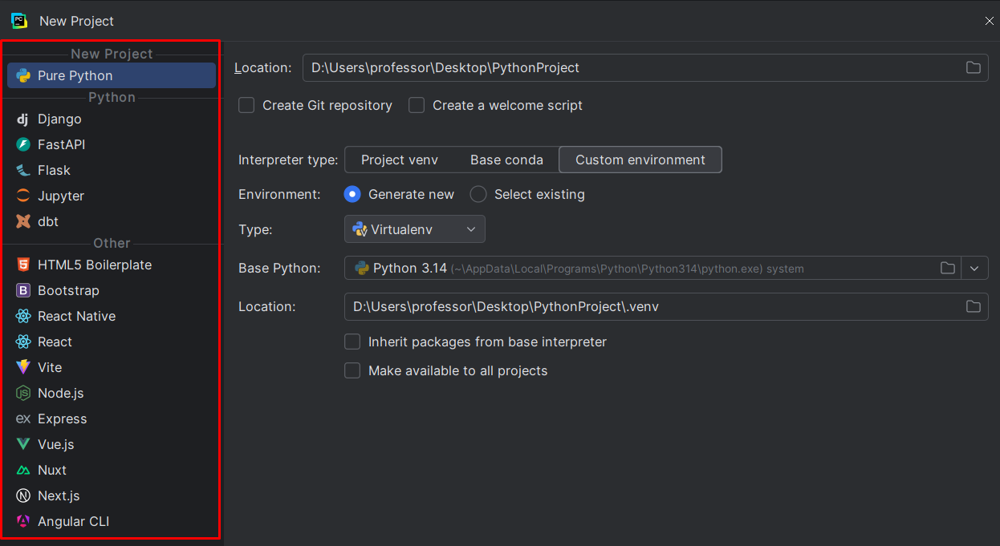 New Project
New Project
Pure Python
Python
Django
FastAPI
Flask
Jupyter
dbt
Other
HTML5 Boilerplate
Bootstrap
React Native
React
Vite
Node.js
Express
Vue.js
Nuxt
Next.js
Angular CLI
Location: D:\Users\professor\Desktop\PythonProject
Create Git repository Create a welcome script
Interpreter type: Project venv Base conda Custom environment
Environment: Generate new Select existing
Type: Virtualenv
Base Python: Python 3.14 (~\AppData\Local\Programs\Python\Python314\python.exe) system
Location: D:\Users\professor\Desktop\PythonProject\.venv
Inherit packages from base interpreter
Make available to all projects